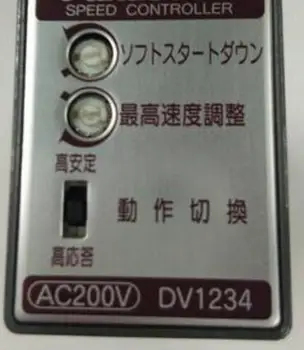 SPEED CONTROLLER
ソフトスタートダウン
最高速度調整
高安定
動作切換
高応答
AC200V DV1234